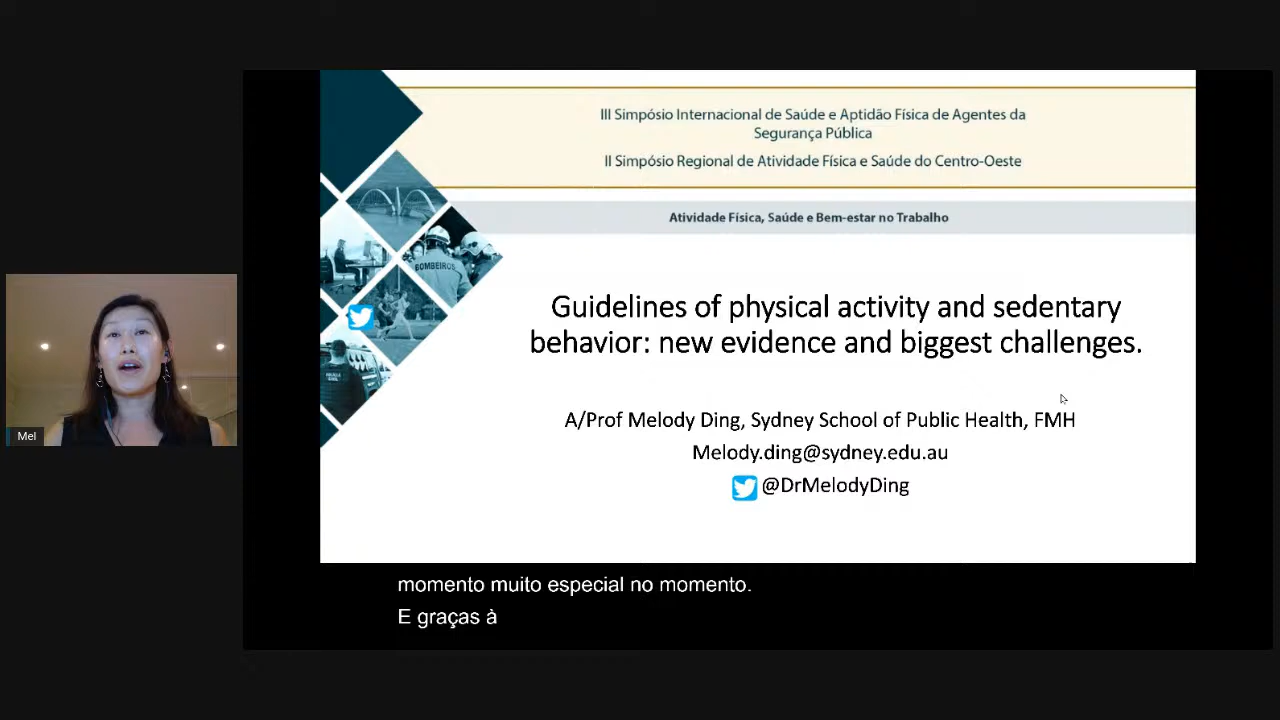 III Simpósio Internacional de Saúde e Aptidão Física de Agentes da
Segurança Pública
II Simpósio Regional de Atividade Física e Saúde do Centro-Oeste
Atividade Física, Saúde e Bem-estar no Trabalho
BOMBEIROS
Guidelines of physical activity and sedentary
behavior: new evidence and biggest challenges.
A/Prof Melody Ding, Sydney School of Public Health, FMH
Melody.ding@sydney.edu.au
@DrMelodyDing
Mel
momento muito especial no momento.
E graças à